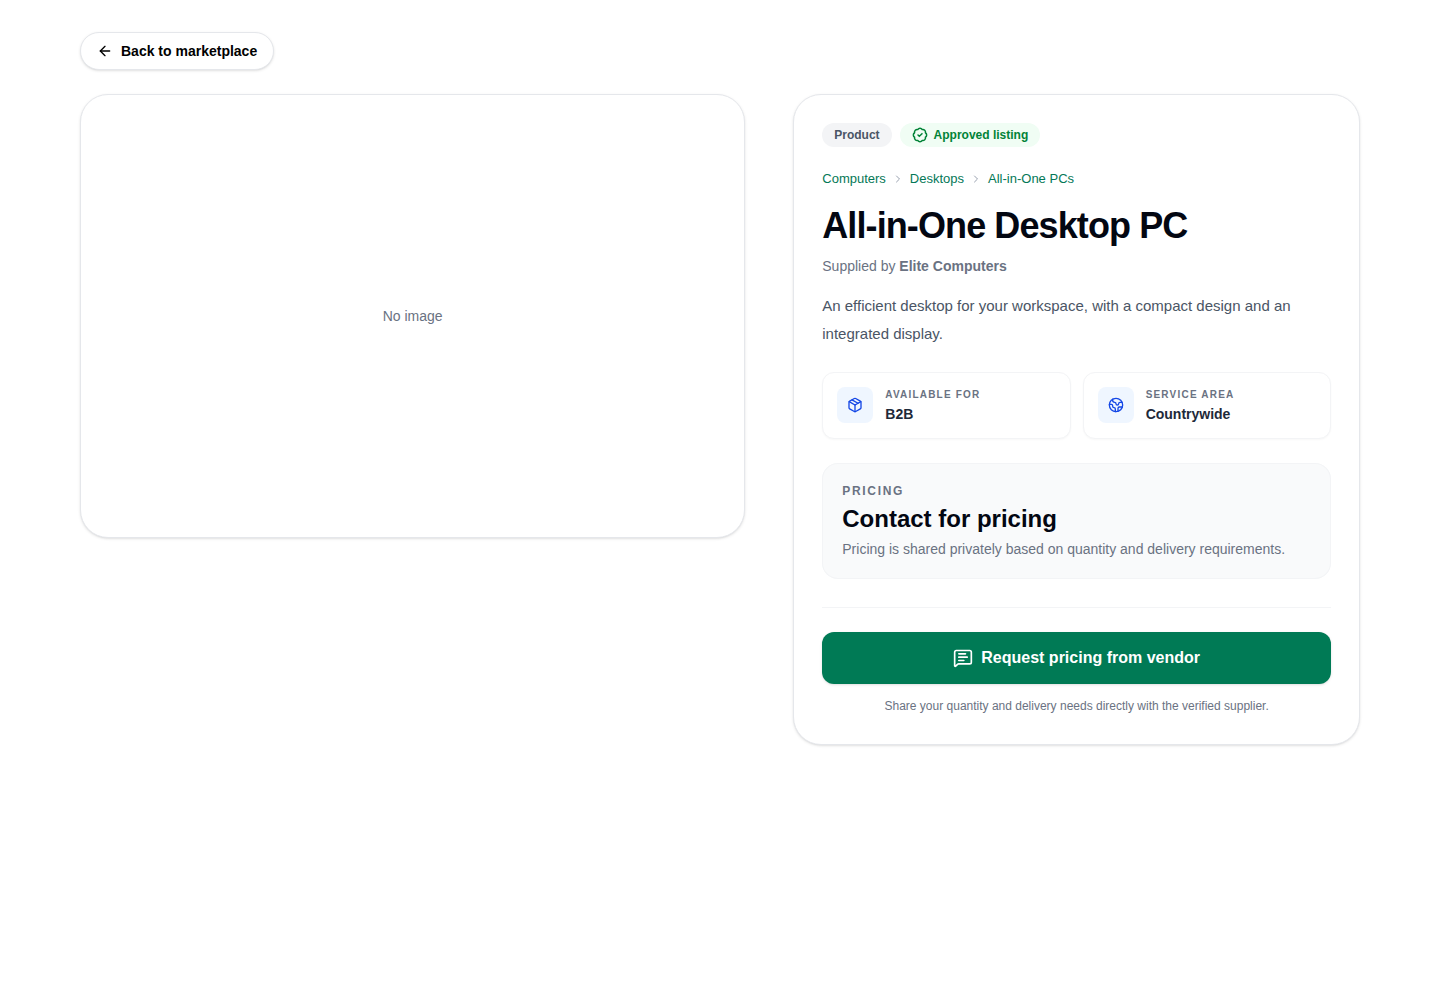 Back to marketplace
No image
Product
Approved listing
Computers > Desktops > All-in-One PCs
All-in-One Desktop PC
Supplied by Elite Computers
An efficient desktop for your workspace, with a compact design and an
integrated display.
AVAILABLE FOR
B2B
SERVICE AREA
Countrywide
PRICING
Contact for pricing
Pricing is shared privately based on quantity and delivery requirements.
Request pricing from vendor
Share your quantity and delivery needs directly with the verified supplier.